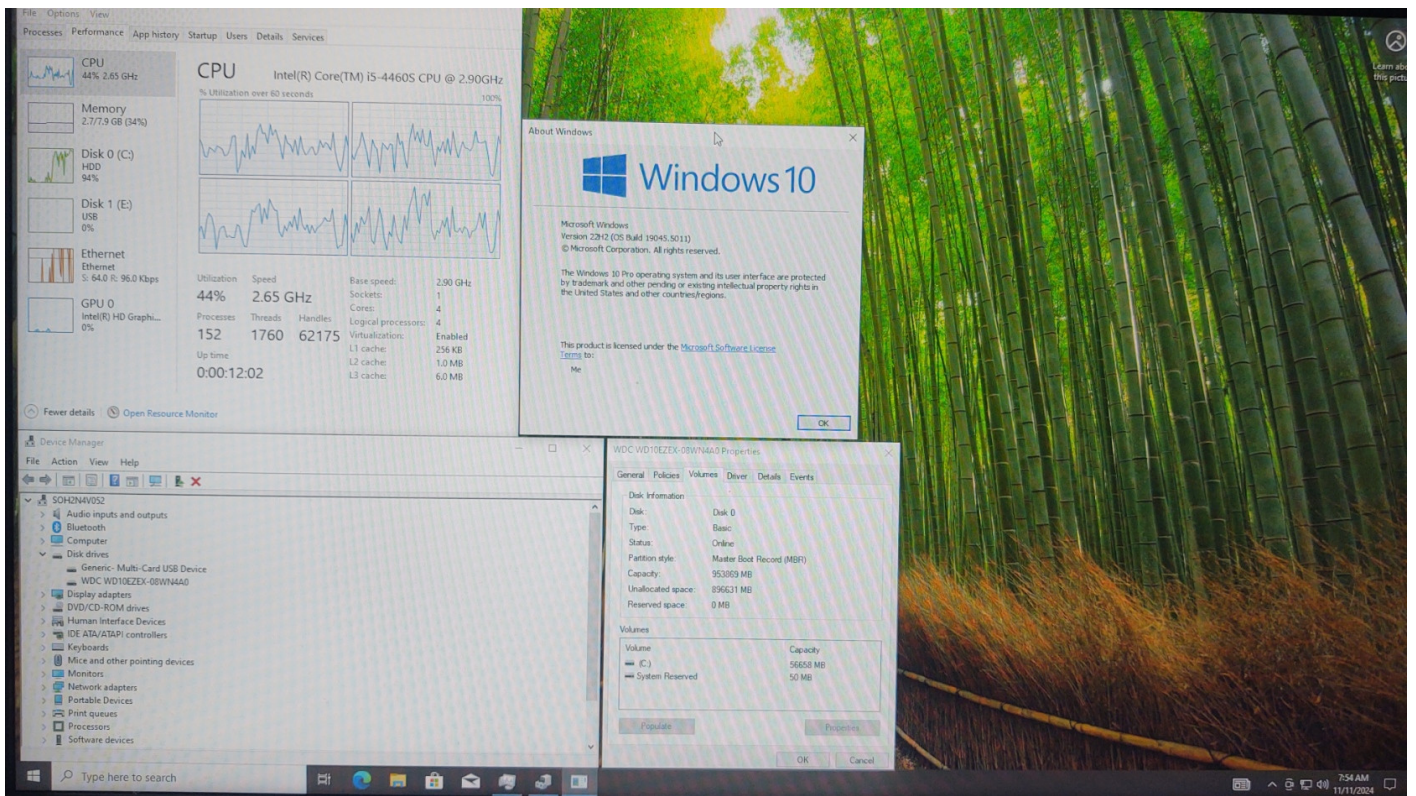 File Options View
Processes Performance App history Startup Users Details Services
CPU
44% 2.65 GHz
Memory
2.7/7.9 GB (34%)
Disk 0 (C:)
HDD
94%
Disk 1 (E:)
USB
0%
Ethernet
Ethernet
S: 64.0 R: 96.0 Kbps
GPU 0
Intel(R) HD Graphi...
0%
CPU
Intel(R) Core(TM) i5-4460S CPU @ 2.90GHz
% Utilization over 60 seconds
100%
Utilization Speed
44% 2.65 GHz
Processes Threads Handles
152 1760 62175
Up time
0:00:12:02
Base speed: 2.90 GHz
Sockets: 1
Cores: 4
Logical processors: 4
Virtualization: Enabled
L1 cache: 256 KB
L2 cache: 1.0 MB
L3 cache: 6.0 MB
Fewer details Open Resource Monitor
About Windows
Windows 10
Microsoft Windows
Version 22H2 (OS Build 19045.5011)
© Microsoft Corporation. All rights reserved.
The Windows 10 Pro operating system and its user interface are protected
by trademark and other pending or existing intellectual property rights in
the United States and other countries/regions.
This product is licensed under the Microsoft Software License
Terms to:
Me
OK
Learn abo
this pictu
Device Manager
File Action View Help
SOH2N4V052
Audio inputs and outputs
Bluetooth
Computer
Disk drives
Generic- Multi-Card USB Device
WDC WD10EZEX-08WN4A0
Display adapters
DVD/CD-ROM drives
Human Interface Devices
IDE ATA/ATAPI controllers
Keyboards
Mice and other pointing devices
Monitors
Network adapters
Portable Devices
Print queues
Processors
Software devices
WDC WD10EZEX-08WN4A0 Properties
General Policies Volumes Driver Details Events
Disk Information
Disk: Disk 0
Type: Basic
Status: Online
Partition style: Master Boot Record (MBR)
Capacity: 953869 MB
Unallocated space: 896631 MB
Reserved space: 0 MB
Volumes
Volume Capacity
(C:) 56658 MB
System Reserved 50 MB
Populate Properties
OK Cancel
Type here to search
7:54 AM
11/11/2024